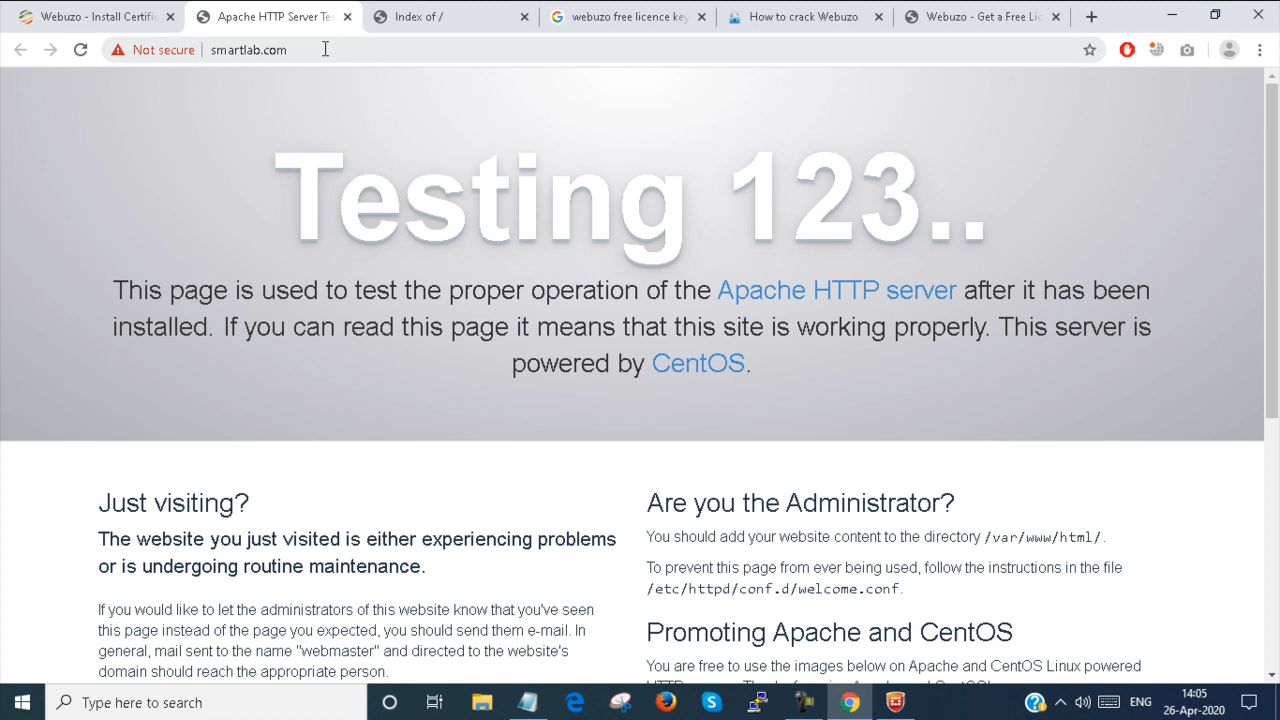 Webuzo - Install Certific
Apache HTTP Server Te
Index of /
webuzo free licence key
How to crack Webuzo
Webuzo - Get a Free Lic
Not secure
smartlab.com
Testing 123..
This page is used to test the proper operation of the Apache HTTP server after it has been
installed. If you can read this page it means that this site is working properly. This server is
powered by CentOS.
Just visiting?
The website you just visited is either experiencing problems
or is undergoing routine maintenance.
If you would like to let the administrators of this website know that you've seen
this page instead of the page you expected, you should send them e-mail. In
general, mail sent to the name "webmaster" and directed to the website's
domain should reach the appropriate person.
Are you the Administrator?
You should add your website content to the directory /var/www/html/.
To prevent this page from ever being used, follow the instructions in the file
/etc/httpd/conf.d/welcome.conf.
Promoting Apache and CentOS
You are free to use the images below on Apache and CentOS Linux powered
Type here to search
ENG
14:05
26-Apr-2020